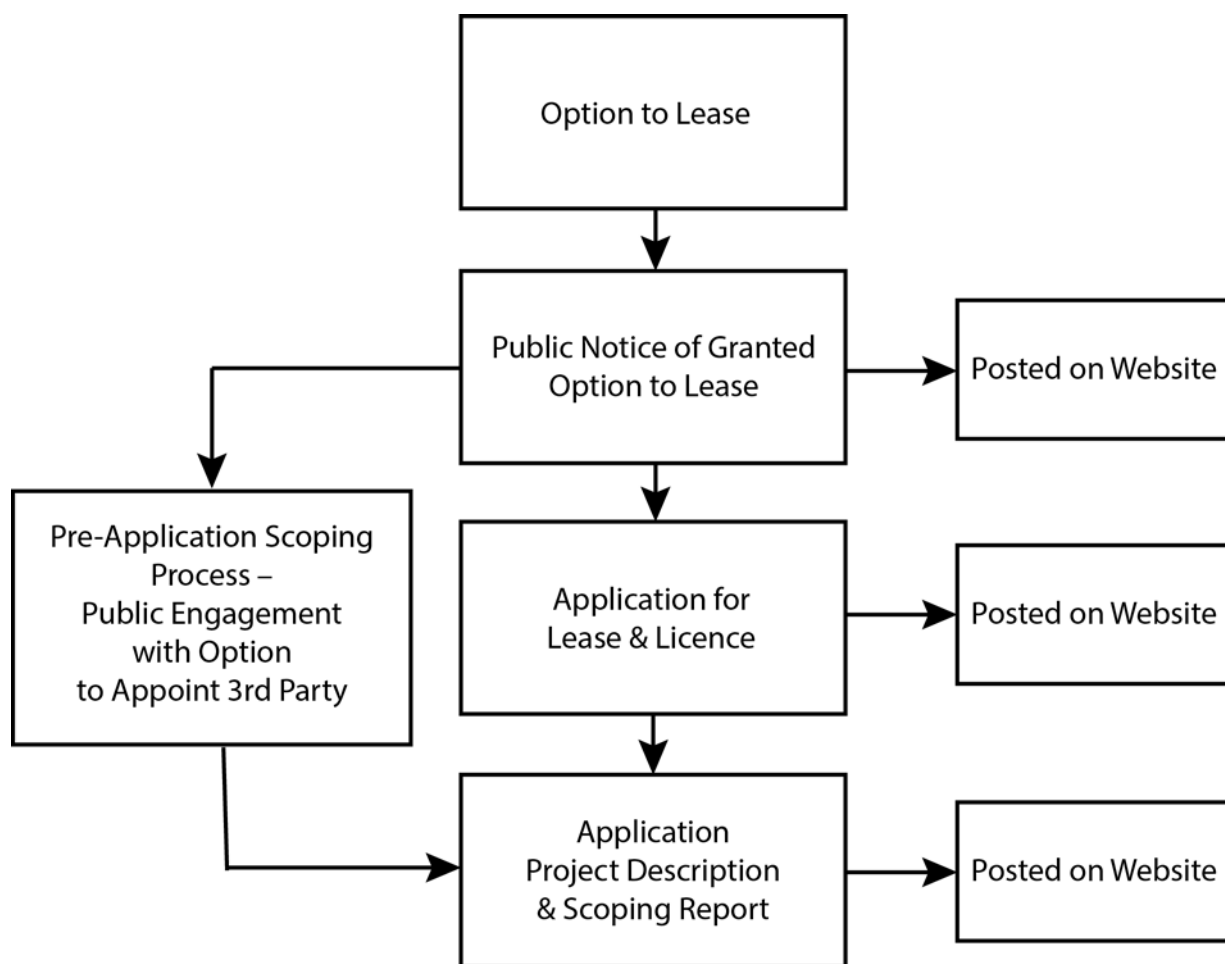 Option to Lease
Public Notice of Granted
Option to Lease
Posted on Website
Pre-Application Scoping
Process –
Public Engagement
with Option
to Appoint 3rd Party
Application for
Lease & Licence
Posted on Website
Application
Project Description
& Scoping Report
Posted on Website